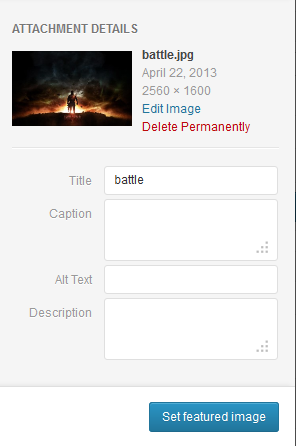 ATTACHMENT DETAILS
battle.jpg
April 22, 2013
2560 × 1600
Edit Image
Delete Permanently
Title battle
Caption
Alt Text
Description
Set featured image